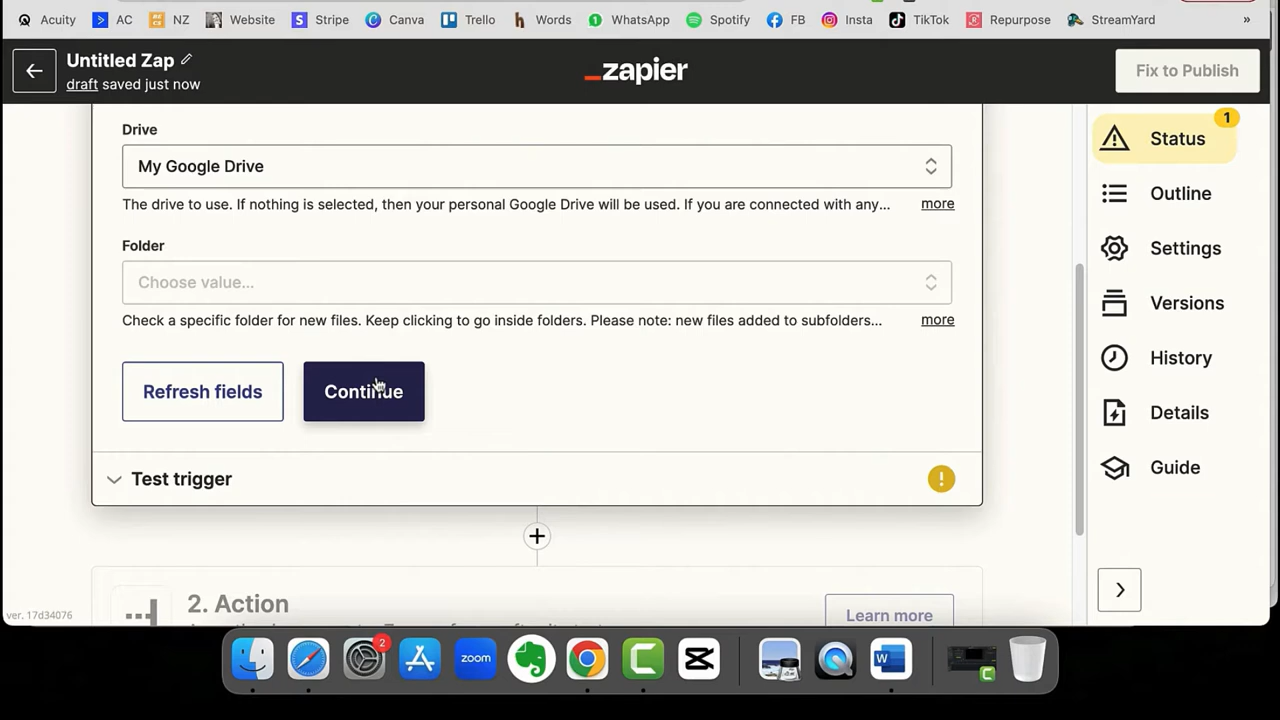 AC
NZ
Acuity
Website
Stripe
Canva
Trello
Words
WhatsApp
Spotify
FB
Insta
TikTok
Repurpose
StreamYard
»
Untitled Zap
draft saved just now
_zapier
Fix to Publish
Drive
My Google Drive
The drive to use. If nothing is selected, then your personal Google Drive will be used. If you are connected with any... more
Folder
Choose value...
Check a specific folder for new files. Keep clicking to go inside folders. Please note: new files added to subfolders... more
Refresh fields
Continue
Test trigger
!
+
2. Action
Learn more
ver. 17d34076
1
Status
Outline
Settings
Versions
History
Details
Guide
2
zoom
W